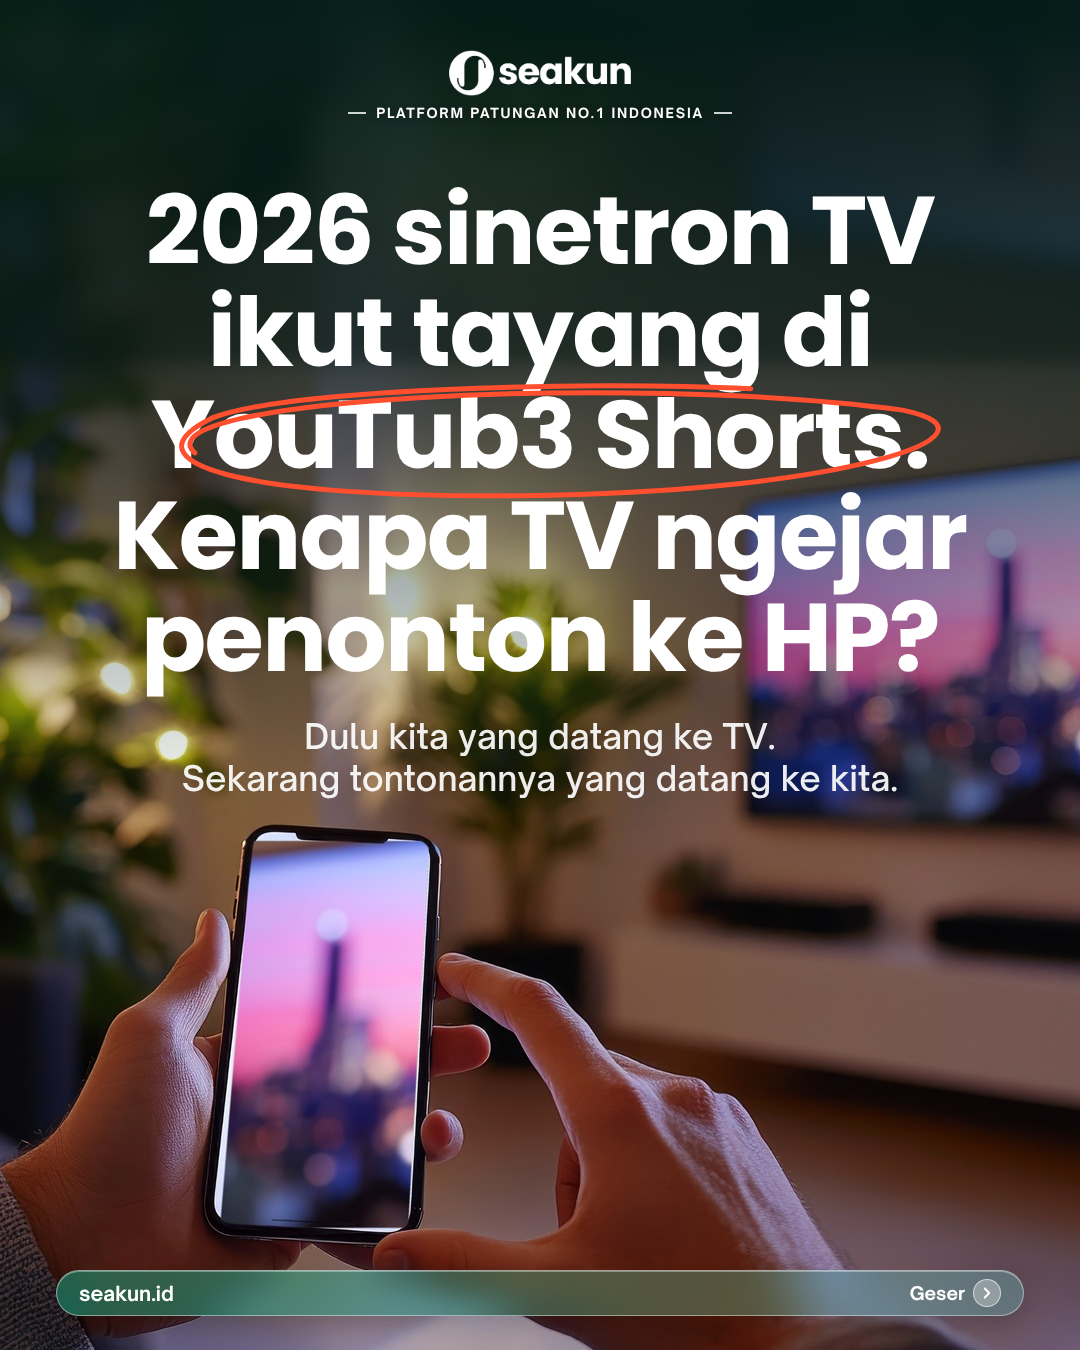 seakun
PLATFORM PATUNGAN NO.1 INDONESIA
2026 sinetron TV
ikut tayang di
YouTub3 Shorts.
Kenapa TV ngejar
penonton ke HP?
Dulu kita yang datang ke TV.
Sekarang tontonannya yang datang ke kita.
seakun.id
Geser